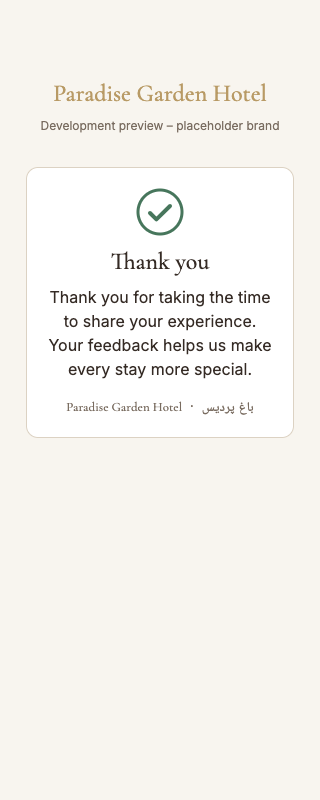 Paradise Garden Hotel
Development preview – placeholder brand
Thank you
Thank you for taking the time
to share your experience.
Your feedback helps us make
every stay more special.
Paradise Garden Hotel · باغ پردیس